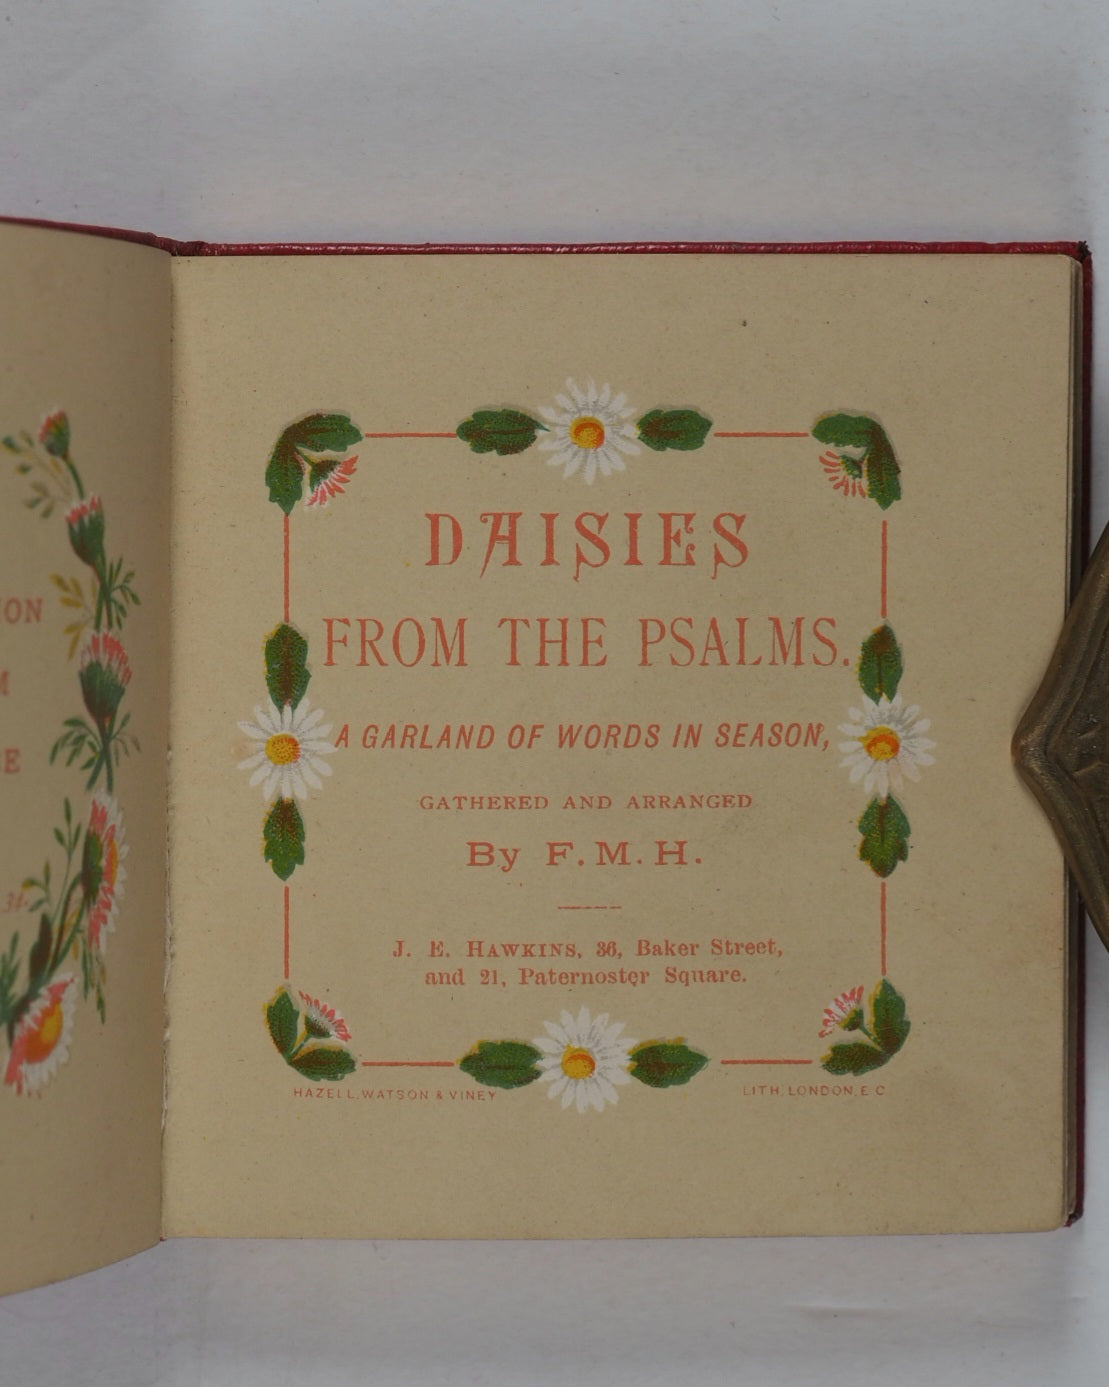 DAISIES
FROM THE PSALMS.
A GARLAND OF WORDS IN SEASON,
GATHERED AND ARRANGED
By F. M. H.
J. E. HAWKINS, 36, Baker Street,
and 21, Paternoster Square.
HAZELL, WATSON & VINEY LITH. LONDON. E C